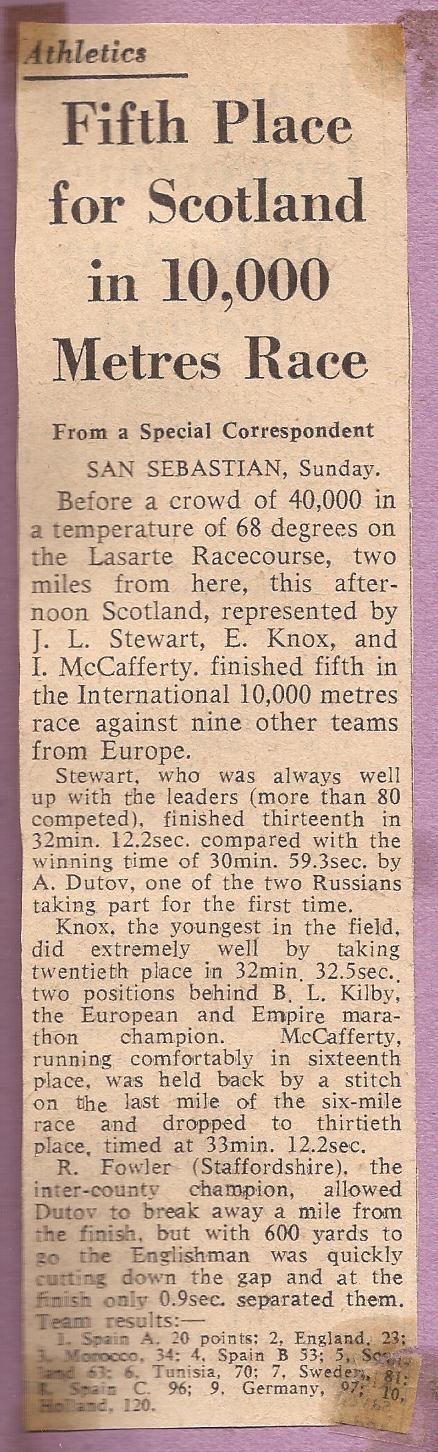 Athletics
Fifth Place
for Scotland
in 10,000
Metres Race
From a Special Correspondent
SAN SEBASTIAN, Sunday.
Before a crowd of 40,000 in
a temperature of 68 degrees on
the Lasarte Racecourse, two
miles from here, this after-
noon Scotland, represented by
J. L. Stewart, E. Knox, and
I. McCafferty. finished fifth in
the International 10,000 metres
race against nine other teams
from Europe.
Stewart, who was always well
up with the leaders (more than 80
competed), finished thirteenth in
32min. 12.2sec. compared with the
winning time of 30min. 59.3sec. by
A. Dutov, one of the two Russians
taking part for the first time.
Knox, the youngest in the field,
did extremely well by taking
twentieth place in 32min. 32.5sec.,
two positions behind B. L. Kilby,
the European and Empire mara-
thon champion. McCafferty,
running comfortably in sixteenth
place, was held back by a stitch
on the last mile of the six-mile
race and dropped to thirtieth
place, timed at 33min. 12.2sec.
R. Fowler (Staffordshire), the
inter-county champion, allowed
Dutov to break away a mile from
the finish, but with 600 yards to
go the Englishman was quickly
cutting down the gap and at the
finish only 0.9sec. separated them.
Team results:—
1, Spain A, 20 points; 2, England, 23;
3, Morocco, 34; 4, Spain B 53; 5, Scot-
land 63; 6, Tunisia, 70; 7, Sweden, 81;
8, Spain C, 96; 9, Germany, 97; 10,
Holland, 120.